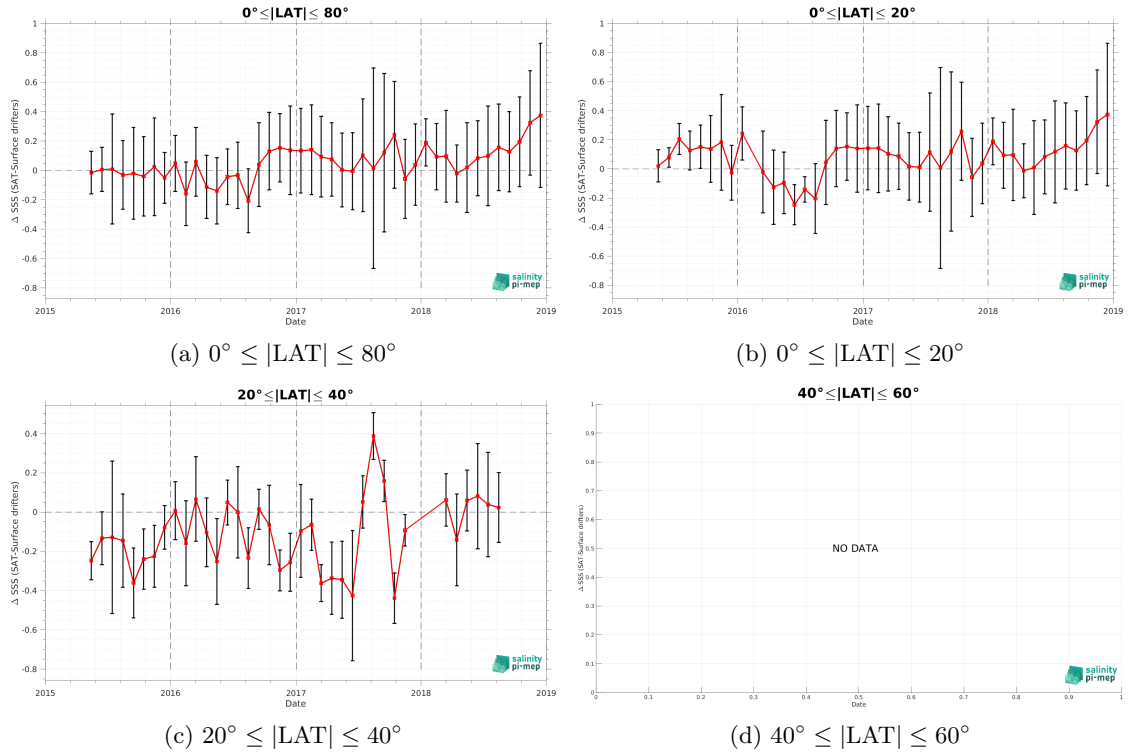 0°≤|LAT|≤ 80°
1
0.8
0.6
0.4
0.2
0
-0.2
-0.4
-0.6
-0.8
Δ SSS (SAT-Surface drifters)
2015
2016
2017
2018
2019
Date
salinity
pi-mep
(a) 0° ≤ |LAT| ≤ 80°
0°≤|LAT|≤ 20°
1
0.8
0.6
0.4
0.2
0
-0.2
-0.4
-0.6
-0.8
Δ SSS (SAT-Surface drifters)
2015
2016
2017
2018
2019
Date
salinity
pi-mep
(b) 0° ≤ |LAT| ≤ 20°
20°≤|LAT|≤ 40°
0.4
0.2
0
-0.2
-0.4
-0.6
-0.8
Δ SSS (SAT-Surface drifters)
2015
2016
2017
2018
2019
Date
salinity
pi-mep
(c) 20° ≤ |LAT| ≤ 40°
40°≤|LAT|≤ 60°
1
0.9
0.8
0.7
0.6
0.5
0.4
0.3
0.2
0.1
0
Δ SSS (SAT-Surface drifters)
NO DATA
0
0.1
0.2
0.3
0.4
0.5
0.6
0.7
0.8
0.9
1
Date
salinity
pi-mep
(d) 40° ≤ |LAT| ≤ 60°